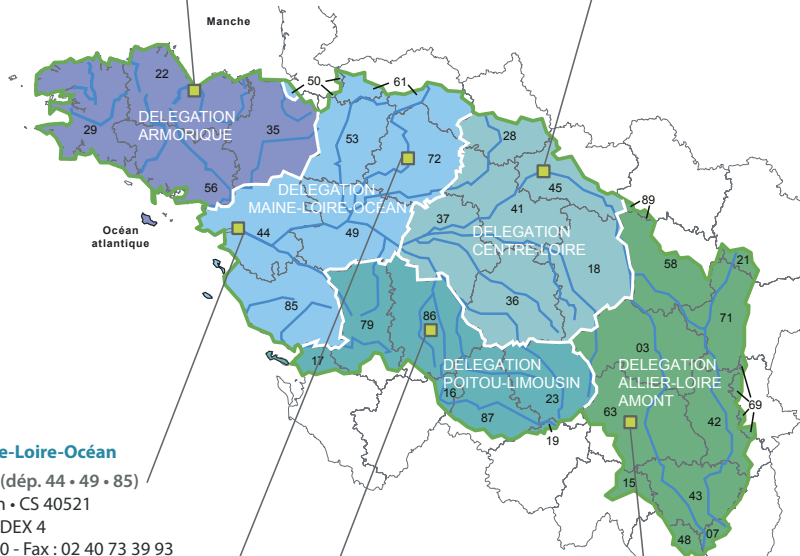 Manche
50
61
22
28
DELEGATION
ARMORIQUE
29
35
53
72
45
56
DELEGATION
MAINE-LOIRE-OCÉAN
89
41
37
Océan
atlantique
44
49
DELEGATION
CENTRE-LOIRE
58
21
18
85
36
71
79
86
03
17
DELEGATION
POITOU-LIMOUSIN
DELEGATION
ALLIER-LOIRE
AMONT
16
23
69
63
87
42
19
e-Loire-Océan
(dép. 44 • 49 • 85)
n • CS 40521
DEX 4
0 - Fax : 02 40 73 39 93
15
43
48
07